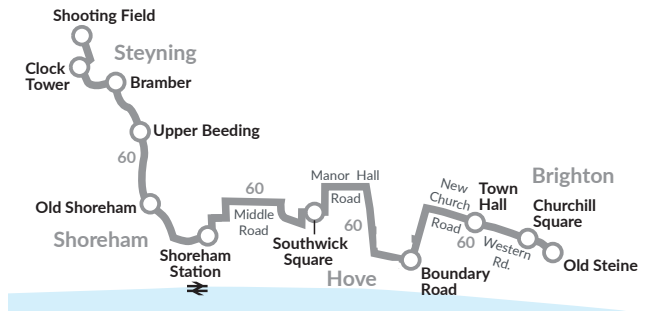 Shooting Field
Steyning
Clock
Tower
Bramber
Upper Beeding
60
Old Shoreham
Shoreham
Shoreham
Station
60
Middle
Road
Southwick
Square
Manor Hall
Road
60
Hove
Boundary
Road
New
Church
Road
60
Town
Hall
Western
Rd.
Brighton
Churchill
Square
Old Steine